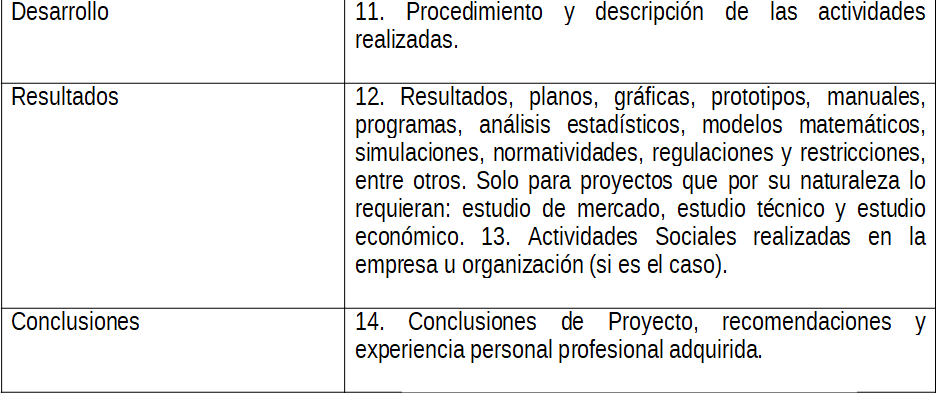 Desarrollo
11. Procedimiento y descripción de las actividades
realizadas.
Resultados
12. Resultados, planos, gráficas, prototipos, manuales,
programas, análisis estadísticos, modelos matemáticos,
simulaciones, normatividades, regulaciones y restricciones,
entre otros. Solo para proyectos que por su naturaleza lo
requieran: estudio de mercado, estudio técnico y estudio
económico. 13. Actividades Sociales realizadas en la
empresa u organización (si es el caso).
Conclusiones
14. Conclusiones de Proyecto, recomendaciones y
experiencia personal profesional adquirida.